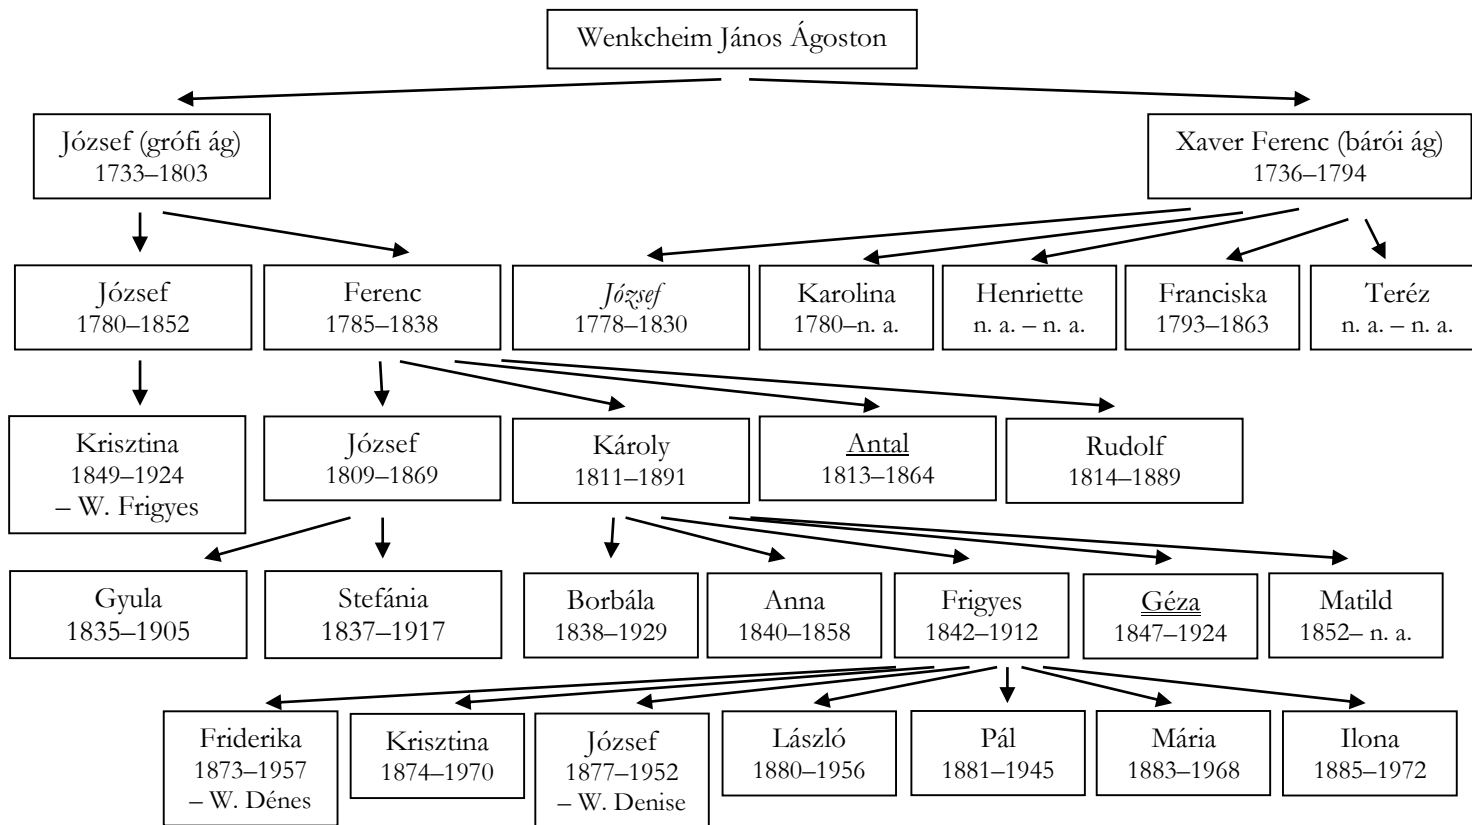 Wenkcheim János Ágoston
József (grófi ág)
1733–1803
Xaver Ferenc (bárói ág)
1736–1794
József
1780–1852
Ferenc
1785–1838
József
1778–1830
Karolina
1780–n. a.
Henriette
n. a. – n. a.
Franciska
1793–1863
Teréz
n. a. – n. a.
Krisztina
1849–1924
– W. Frigyes
József
1809–1869
Károly
1811–1891
Antal
1813–1864
Rudolf
1814–1889
Gyula
1835–1905
Stefánia
1837–1917
Borbála
1838–1929
Anna
1840–1858
Frigyes
1842–1912
Géza
1847–1924
Matild
1852– n. a.
Friderika
1873–1957
– W. Dénes
Krisztina
1874–1970
József
1877–1952
– W. Denise
László
1880–1956
Pál
1881–1945
Mária
1883–1968
Ilona
1885–1972